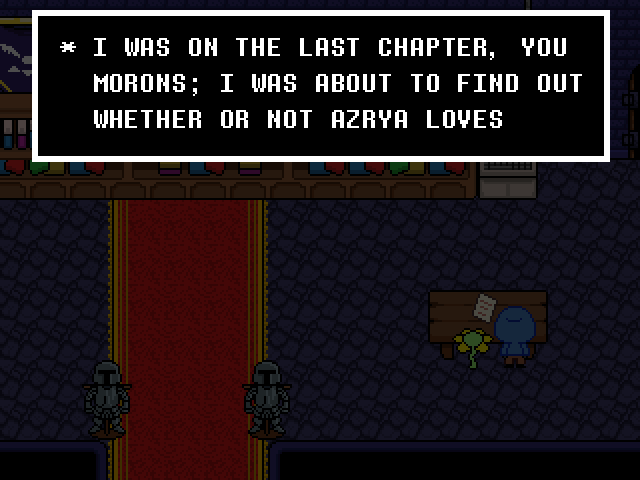 * I WAS ON THE LAST CHAPTER, YOU
MORONS; I WAS ABOUT TO FIND OUT
WHETHER OR NOT AZRYA LOVES